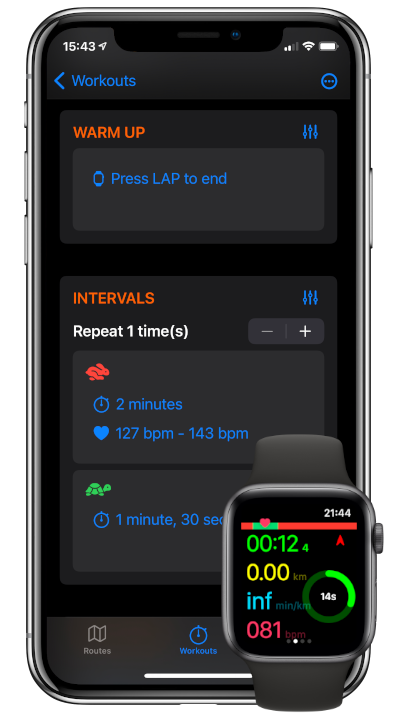 15:43
Workouts
WARM UP
Press LAP to end
INTERVALS
Repeat 1 time(s)
2 minutes
127 bpm - 143 bpm
1 minute, 30 sec
Routes
Workouts
21:44
00:12 4
0.00 km
14s
inf min/km
081 bpm